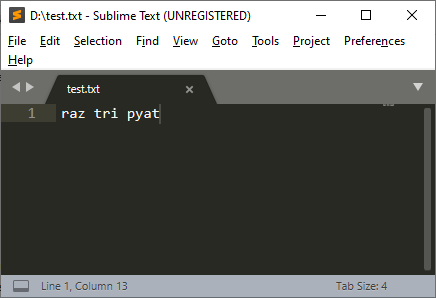 D:\test.txt - Sublime Text (UNREGISTERED)
File Edit Selection Find View Goto Tools Project Preferences
Help
test.txt
1 raz tri pyat
Line 1, Column 13 Tab Size: 4